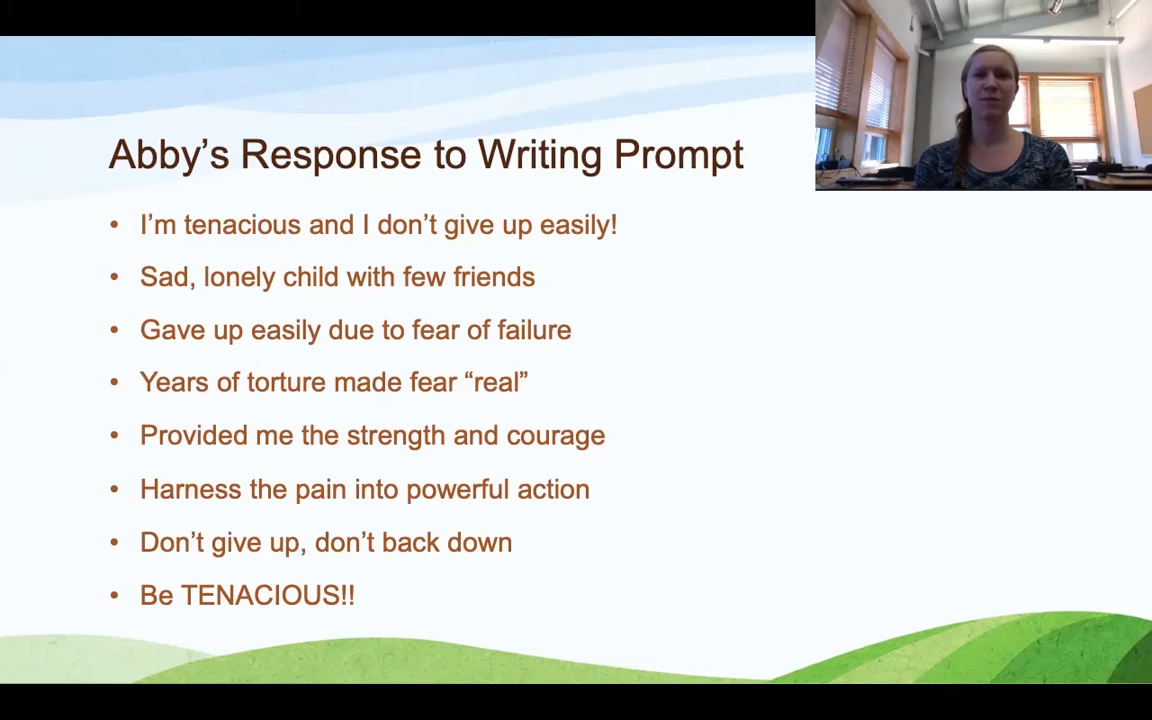 Abby’s Response to Writing Prompt
• I’m tenacious and I don’t give up easily!
• Sad, lonely child with few friends
• Gave up easily due to fear of failure
• Years of torture made fear “real”
• Provided me the strength and courage
• Harness the pain into powerful action
• Don’t give up, don’t back down
• Be TENACIOUS!!